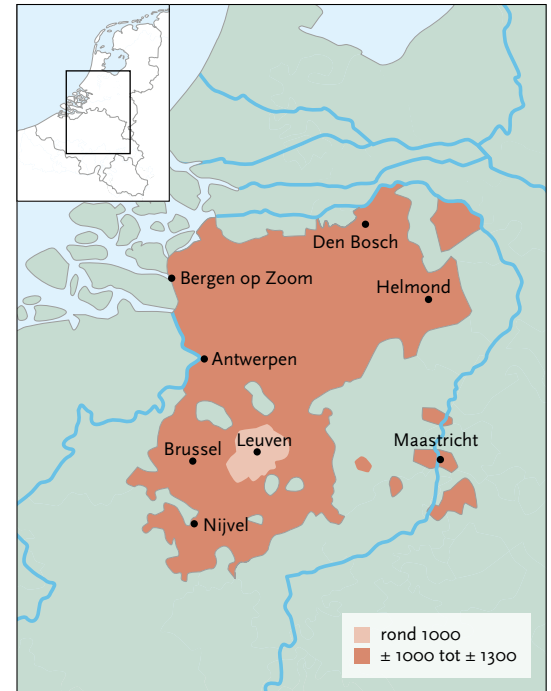 Den Bosch
Bergen op Zoom
Helmond
Antwerpen
Leuven
Brussel
Maastricht
Nijvel
rond 1000
± 1000 tot ± 1300